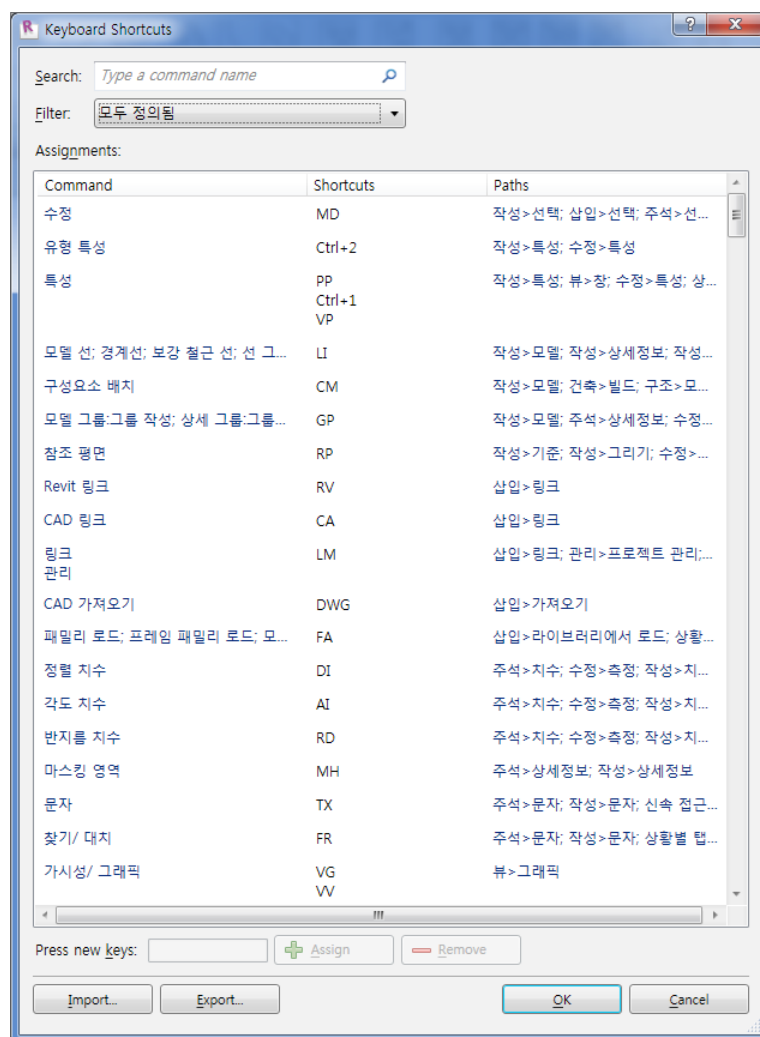 Keyboard Shortcuts
Search: Type a command name
Filter: 모두 정의됨
Assignments:
Command Shortcuts Paths
수정 MD 작성>선택; 삽입>선택; 주석>선...
유형 특성 Ctrl+2 작성>특성; 수정>특성
특성 PP 작성>특성; 뷰>창; 수정>특성; 상...
Ctrl+1
VP
모델 선; 경계선; 보강 철근 선; 선 그... LI 작성>모델; 작성>상세정보; 작성...
구성요소 배치 CM 작성>모델; 건축>빌드; 구조>모...
모델 그룹:그룹 작성; 상세 그룹:그룹... GP 작성>모델; 주석>상세정보; 수정...
참조 평면 RP 작성>기준; 작성>그리기; 수정>...
Revit 링크 RV 삽입>링크
CAD 링크 CA 삽입>링크
링크 LM 삽입>링크; 관리>프로젝트 관리;...
관리
CAD 가져오기 DWG 삽입>가져오기
패밀리 로드; 프레임 패밀리 로드; 모... FA 삽입>라이브러리에서 로드; 상황...
정렬 치수 DI 주석>치수; 수정>측정; 작성>치...
각도 치수 AI 주석>치수; 수정>측정; 작성>치...
반지름 치수 RD 주석>치수; 수정>측정; 작성>치...
마스킹 영역 MH 주석>상세정보; 작성>상세정보
문자 TX 주석>문자; 작성>문자; 신속 접근...
찾기/ 대치 FR 주석>문자; 작성>문자; 상황별 탭...
가시성/ 그래픽 VG 뷰>그래픽
VV
Press new keys: Assign Remove
Import... Export... OK Cancel